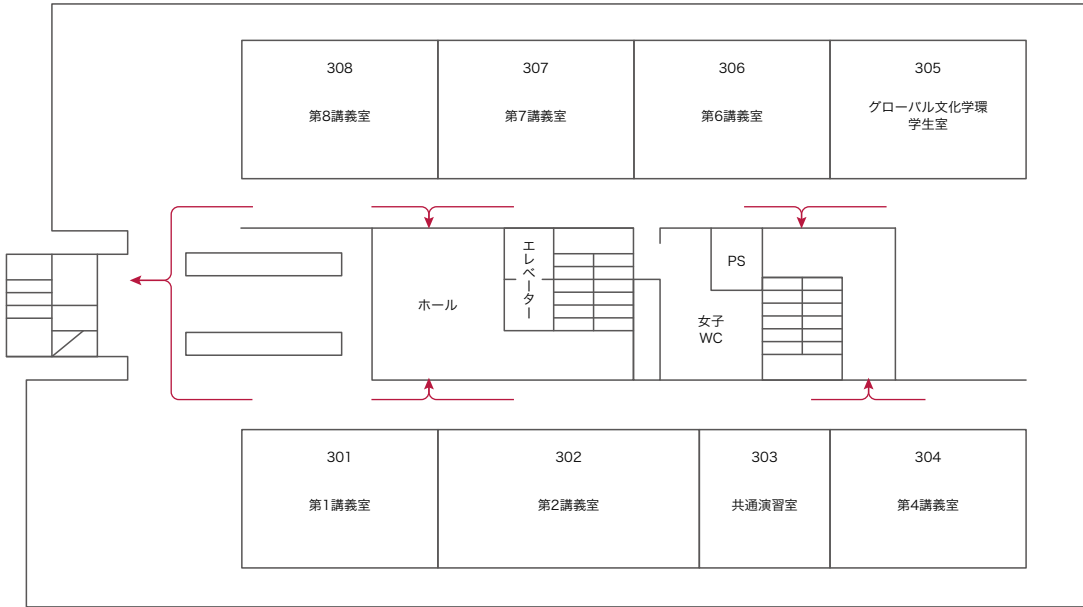 308
第8講義室
307
第7講義室
306
第6講義室
305
グローバル文化学環
学生室
エレベーター
PS
ホール
女子
WC
301
第1講義室
302
第2講義室
303
共通演習室
304
第4講義室